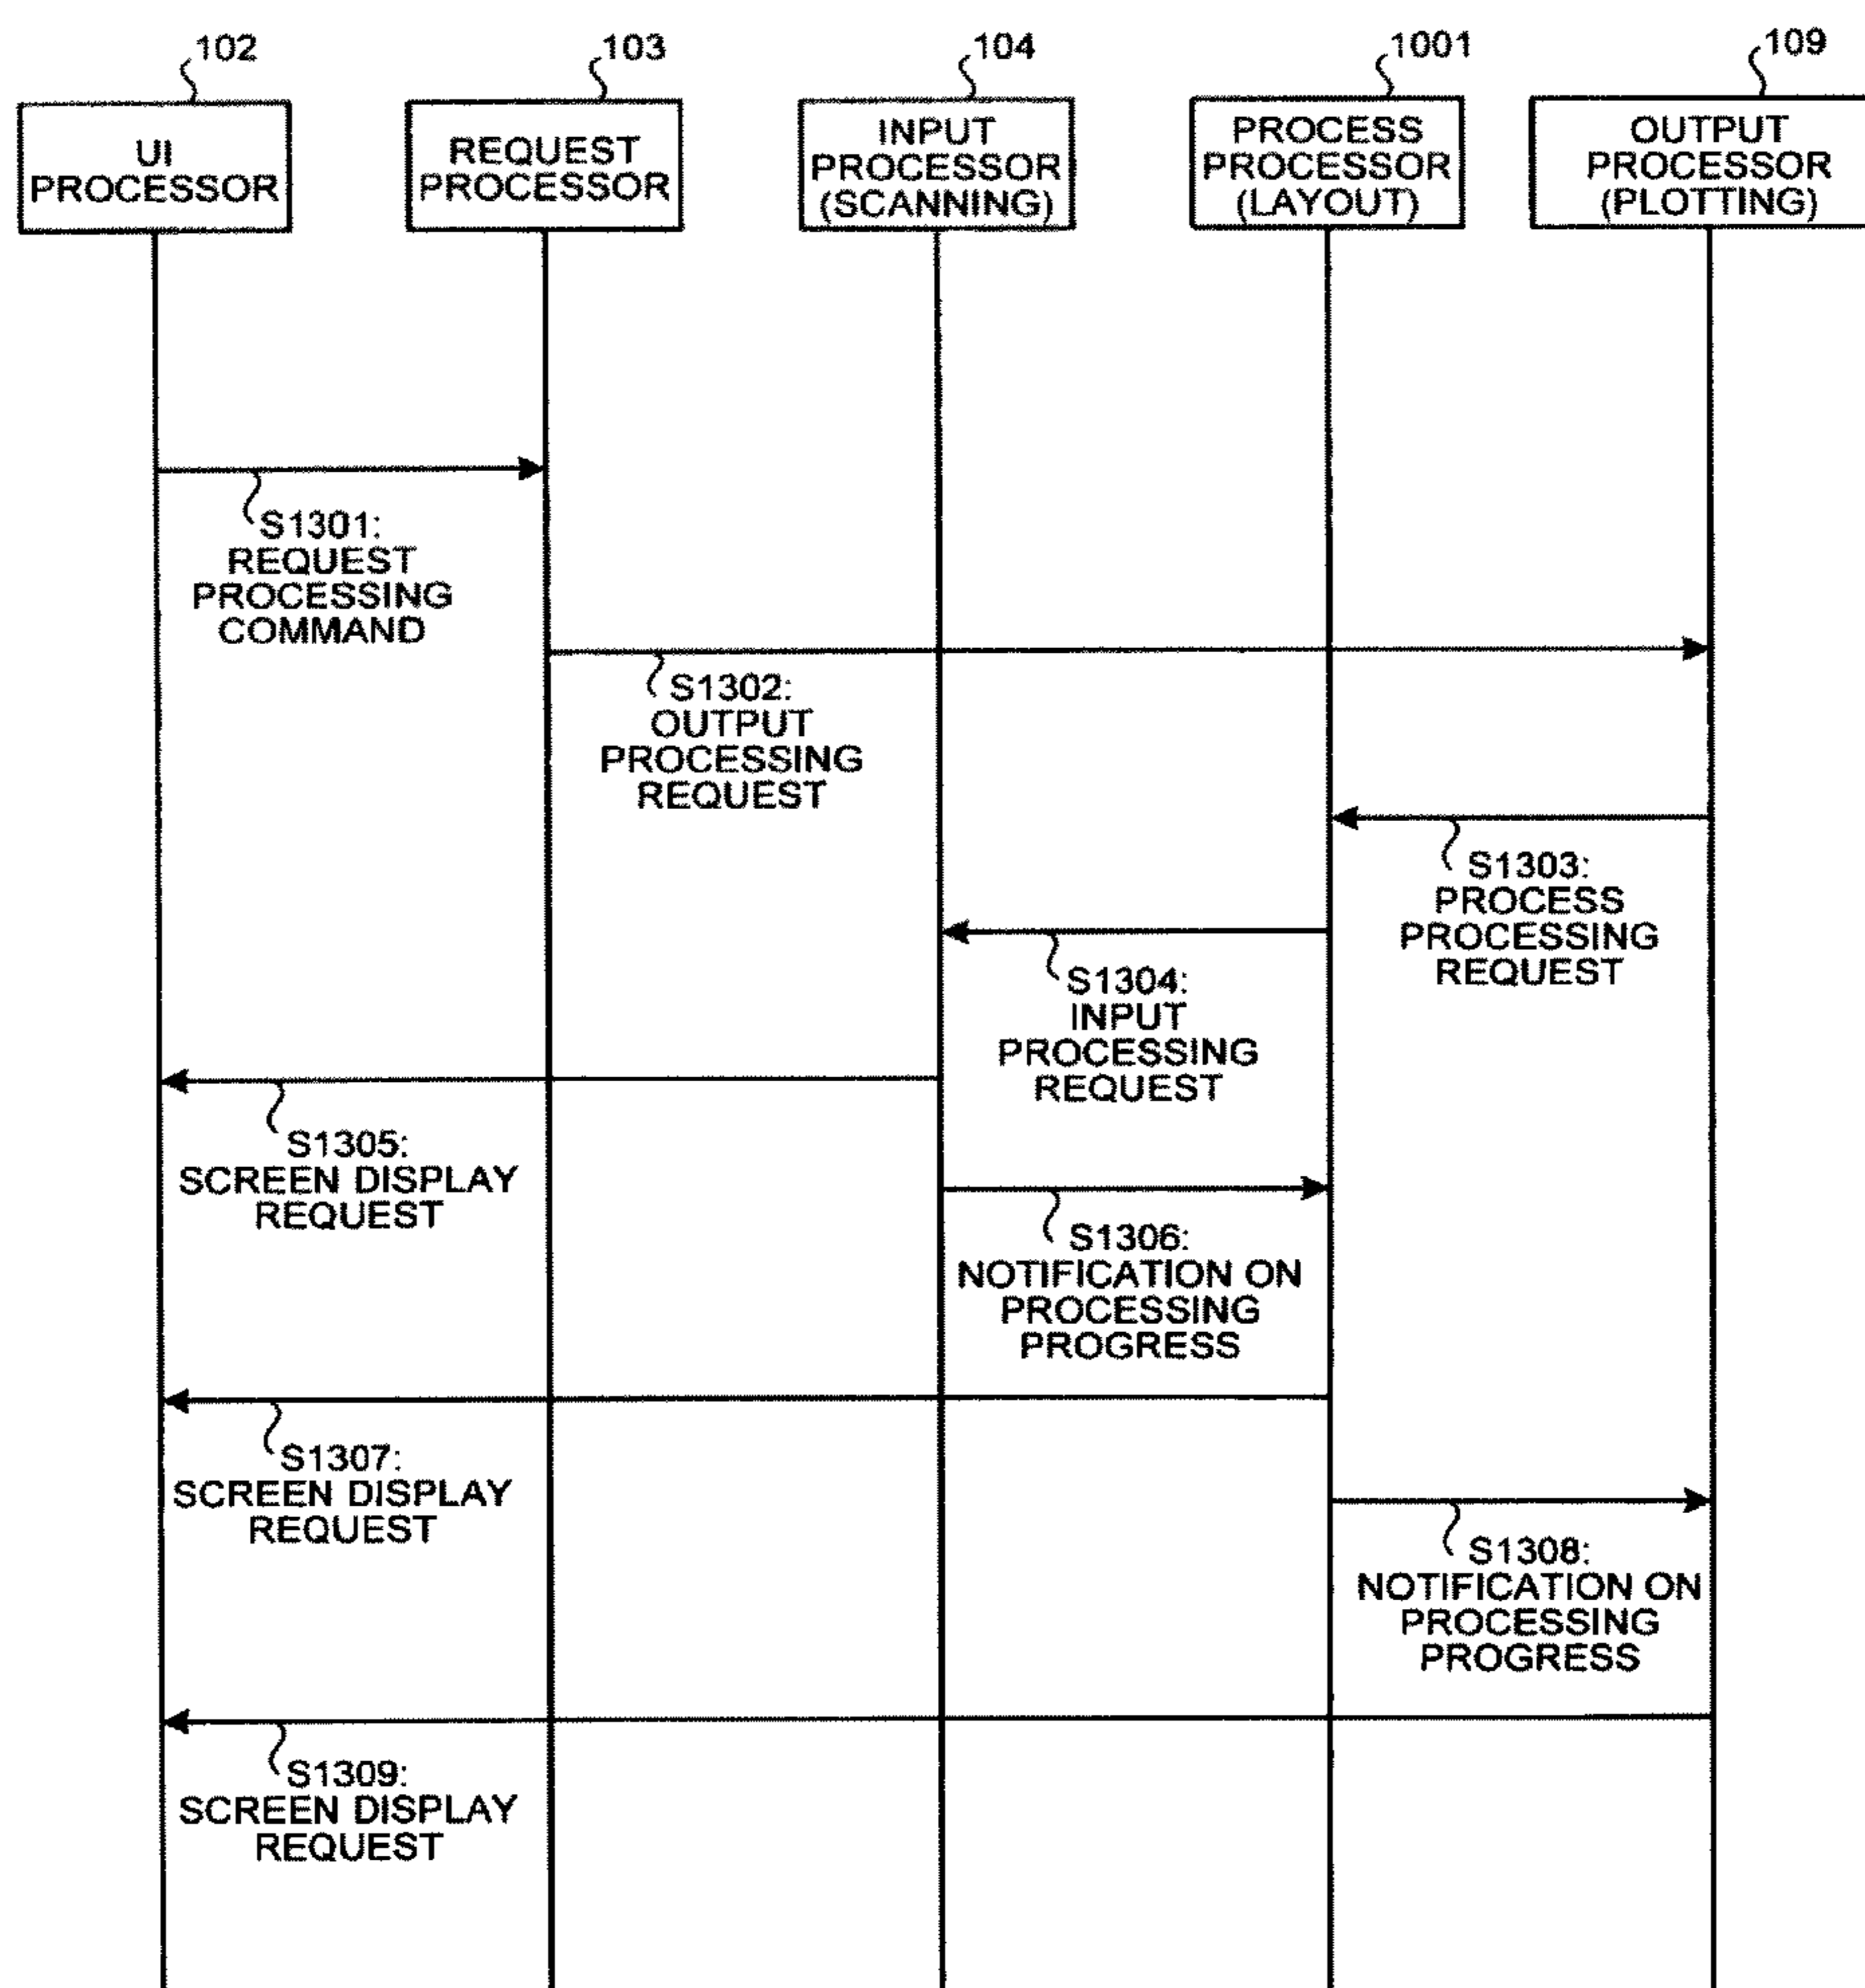 102
103
104
1001
109
UI
PROCESSOR
REQUEST
PROCESSOR
INPUT
PROCESSOR
(SCANNING)
PROCESS
PROCESSOR
(LAYOUT)
OUTPUT
PROCESSOR
(PLOTTING)
S1301:
REQUEST
PROCESSING
COMMAND
S1302:
OUTPUT
PROCESSING
REQUEST
S1303:
PROCESS
PROCESSING
REQUEST
S1304:
INPUT
PROCESSING
REQUEST
S1305:
SCREEN DISPLAY
REQUEST
S1306:
NOTIFICATION ON
PROCESSING
PROGRESS
S1307:
SCREEN DISPLAY
REQUEST
S1308:
NOTIFICATION ON
PROCESSING
PROGRESS
S1309:
SCREEN DISPLAY
REQUEST